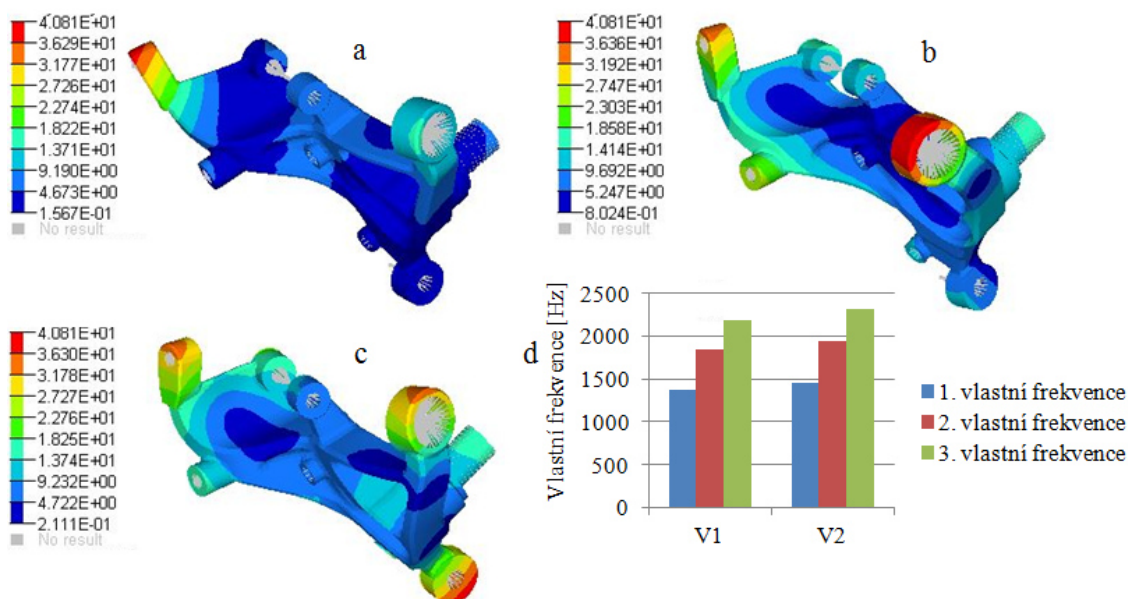 4.081E+01
3.629E+01
3.177E+01
2.726E+01
2.274E+01
1.822E+01
1.371E+01
9.190E+00
4.673E+00
1.567E-01
No result
a
4.081E+01
3.636E+01
3.192E+01
2.747E+01
2.303E+01
1.858E+01
1.414E+01
9.692E+00
5.247E+00
8.024E-01
No result
b
4.081E+01
3.630E+01
3.178E+01
2.727E+01
2.276E+01
1.825E+01
1.374E+01
9.232E+00
4.722E+00
2.111E-01
No result
c
d
Vlastní frekvence [Hz]
2500
2000
1500
1000
500
0
V1
V2
1. vlastní frekvence
2. vlastní frekvence
3. vlastní frekvence